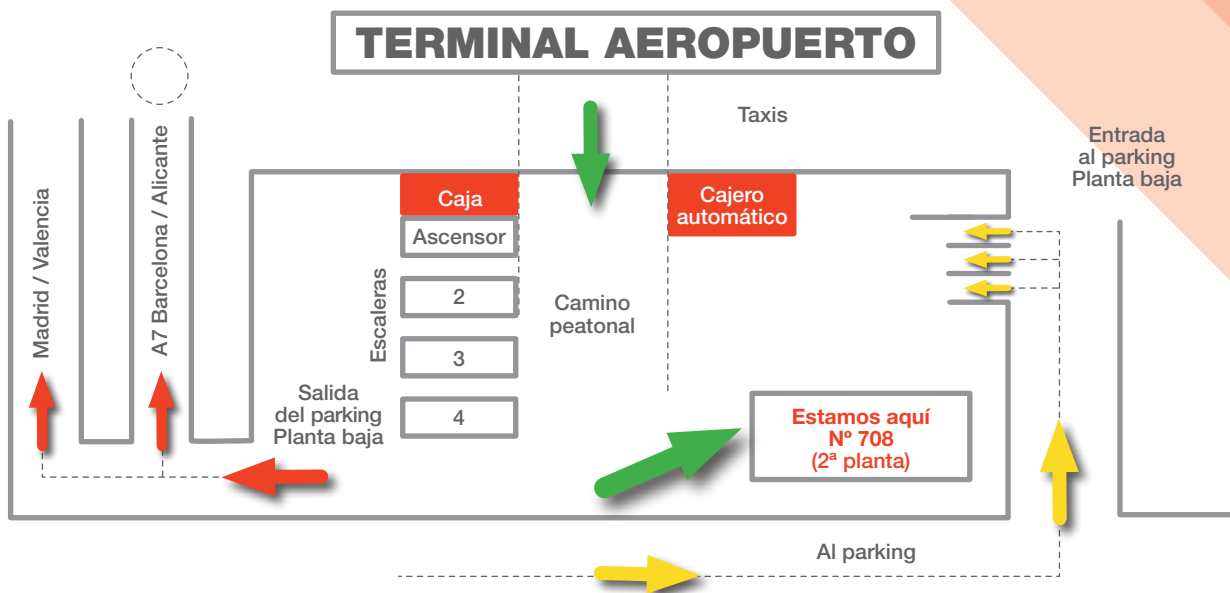 TERMINAL AEROPUERTO
Taxis
Entrada
al parking
Planta baja
Madrid / Valencia
A7 Barcelona / Alicante
Caja
Cajero
automático
Ascensor
Escaleras
2
3
4
Camino
peatonal
Salida
del parking
Planta baja
Estamos aquí
Nº 708
(2ª planta)
Al parking